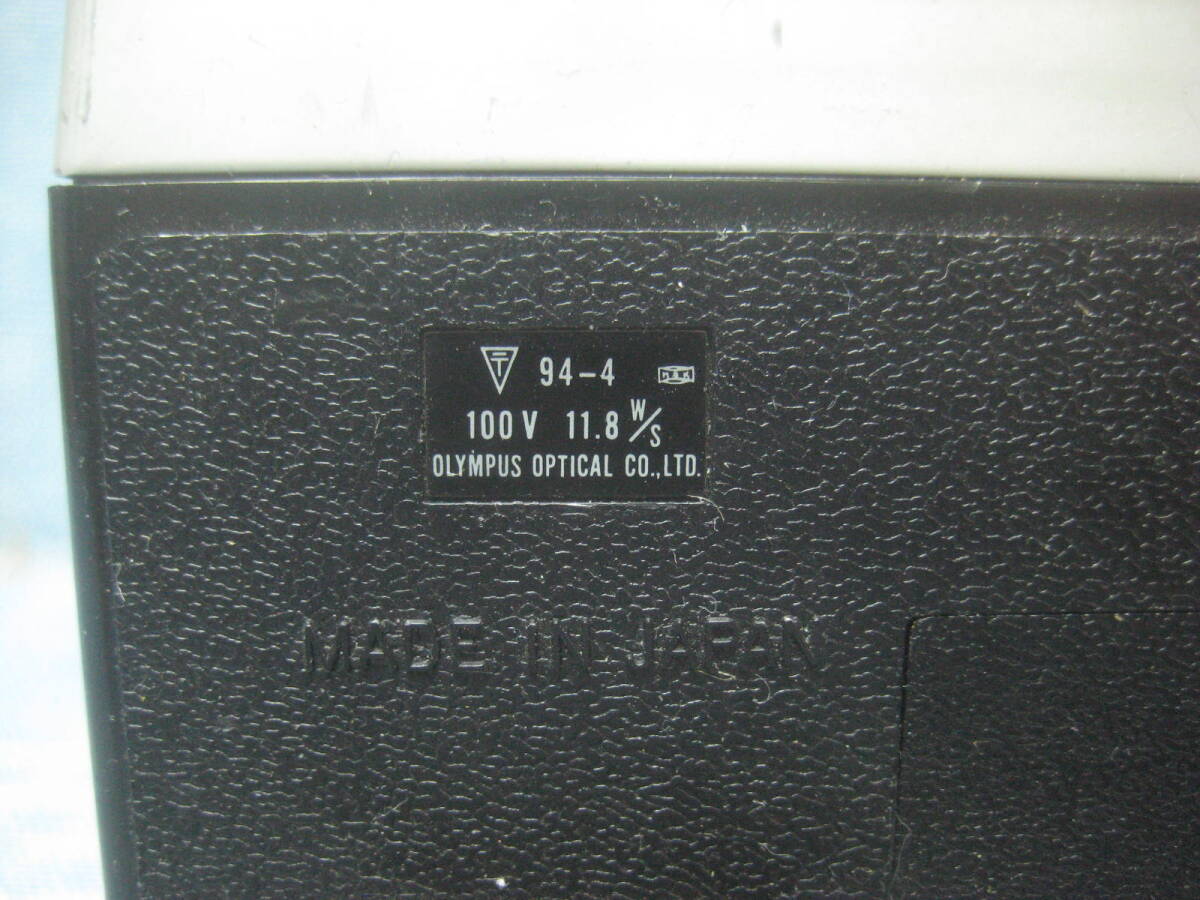 〒 94-4
100V 11.8 W/S
OLYMPUS OPTICAL CO.,LTD.
MADE IN JAPAN